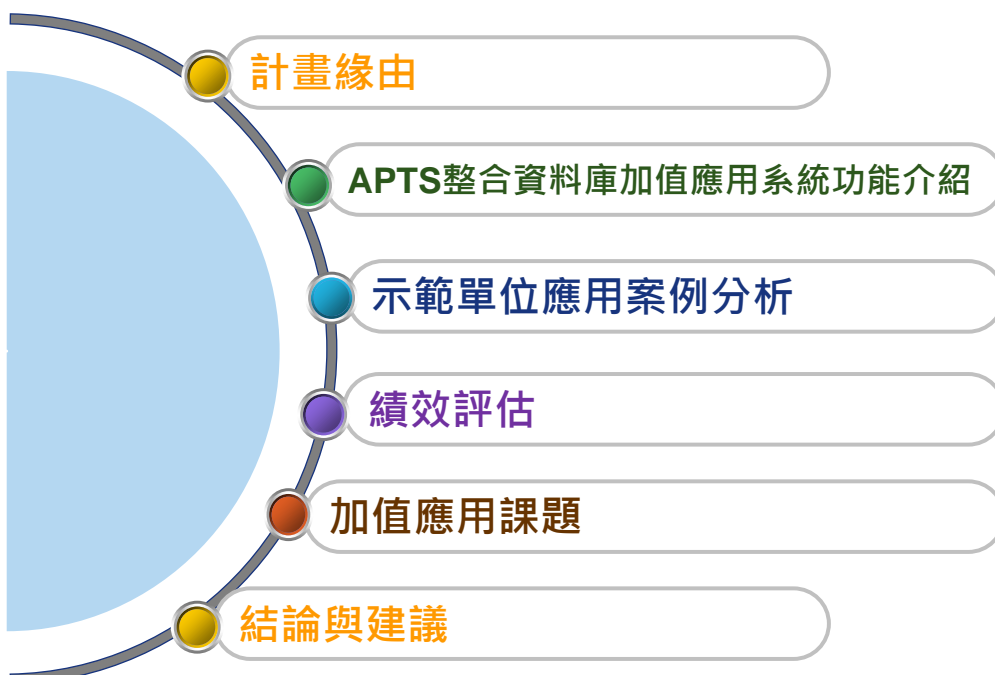 計畫緣由
APTS整合資料庫加值應用系統功能介紹
示範單位應用案例分析
績效評估
加值應用課題
結論與建議